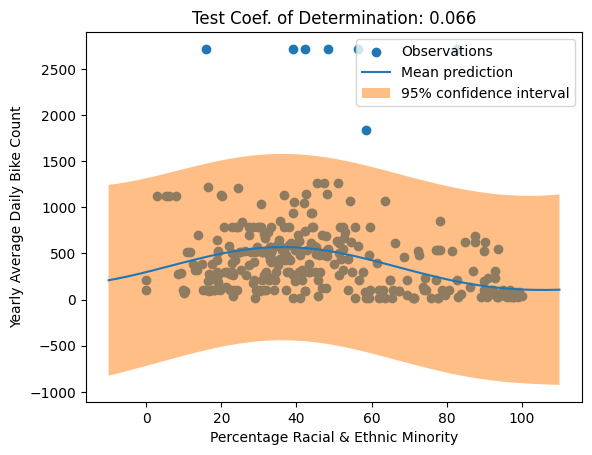 Test Coef. of Determination: 0.066
Observations
Mean prediction
95% confidence interval
Yearly Average Daily Bike Count
2500
2000
1500
1000
500
0
−500
−1000
0 20 40 60 80 100
Percentage Racial & Ethnic Minority